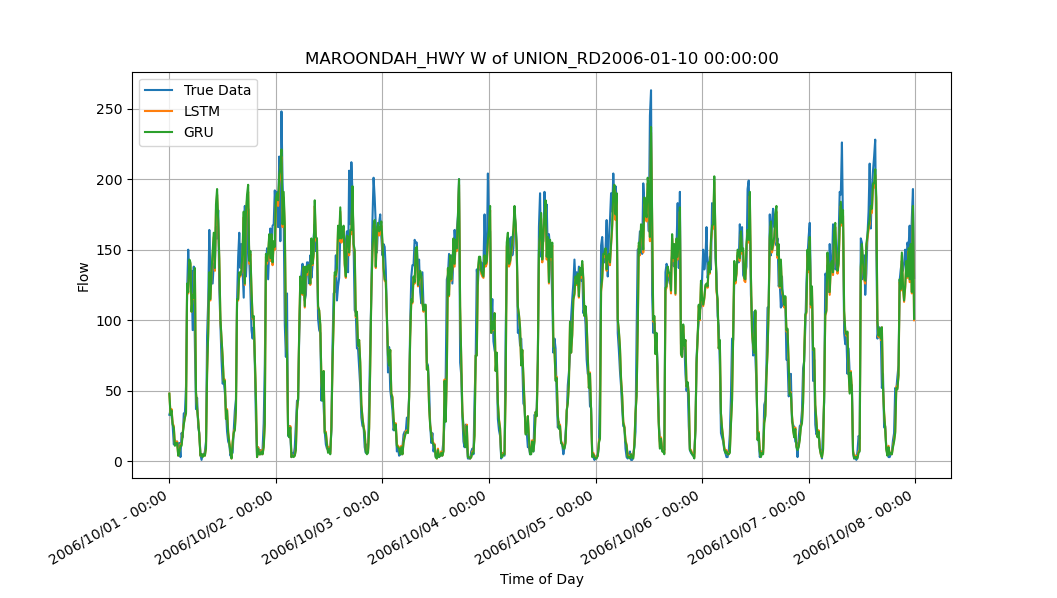 MAROONDAH_HWY W of UNION_RD2006-01-10 00:00:00
True Data
LSTM
GRU
250
200
150
100
50
0
Flow
2006/10/01 - 00:00
2006/10/02 - 00:00
2006/10/03 - 00:00
2006/10/04 - 00:00
2006/10/05 - 00:00
2006/10/06 - 00:00
2006/10/07 - 00:00
2006/10/08 - 00:00
Time of Day